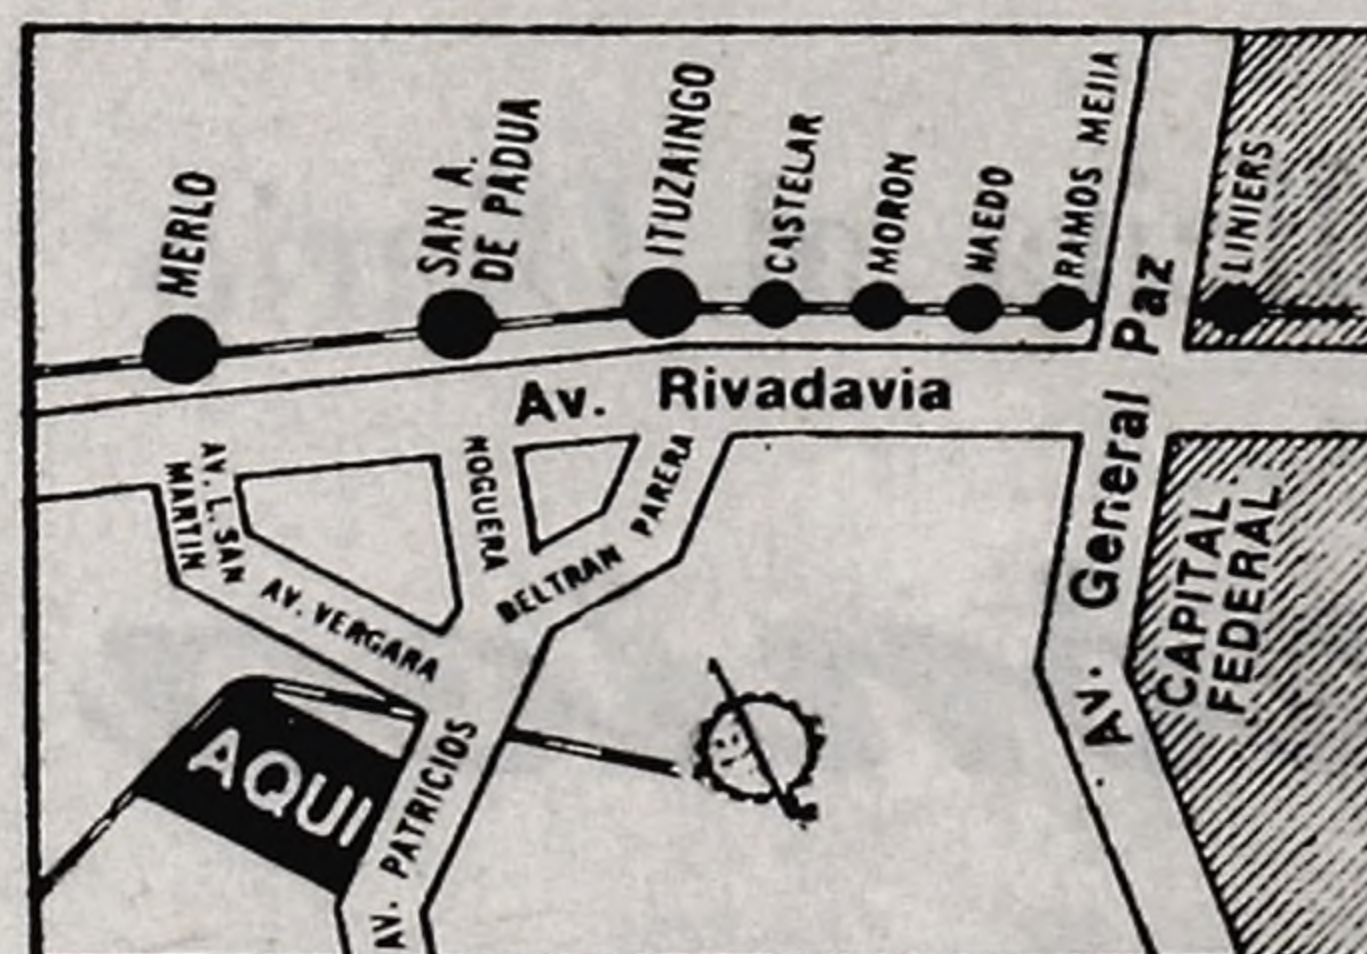 MERLO
SAN A.
DE PADUA
ITUZAINGO
CASTELAR
MORON
HAEDO
RAMOS MEJIA
LINIERS
Av. Rivadavia
Av. General Paz
CAPITAL
FEDERAL
AV. L. SAN
MARTIN
NOGUERA
BELTRAN PARERA
AV. VERGARA
AQUI
AV. PATRICIOS